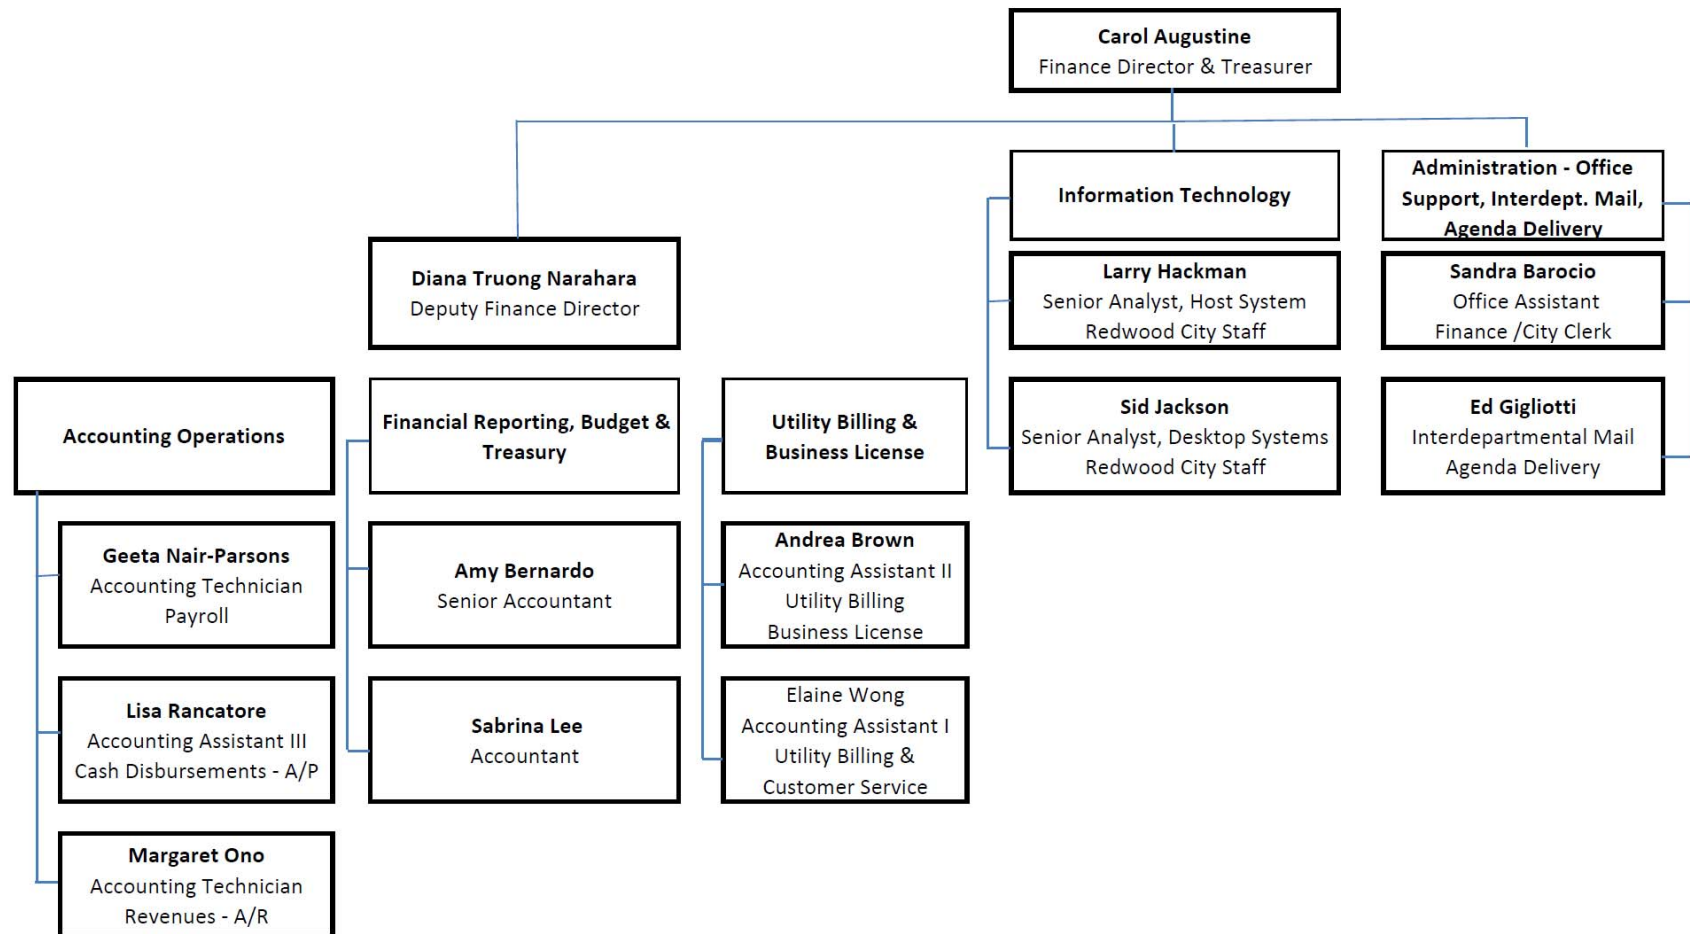 Carol Augustine
Finance Director & Treasurer
Information Technology
Administration - Office
Support, Interdept. Mail,
Agenda Delivery
Diana Truong Narahara
Deputy Finance Director
Larry Hackman
Senior Analyst, Host System
Redwood City Staff
Sandra Barocio
Office Assistant
Finance /City Clerk
Accounting Operations
Financial Reporting, Budget &
Treasury
Utility Billing &
Business License
Sid Jackson
Senior Analyst, Desktop Systems
Redwood City Staff
Ed Gigliotti
Interdepartmental Mail
Agenda Delivery
Geeta Nair-Parsons
Accounting Technician
Payroll
Amy Bernardo
Senior Accountant
Andrea Brown
Accounting Assistant II
Utility Billing
Business License
Lisa Rancatore
Accounting Assistant III
Cash Disbursements - A/P
Sabrina Lee
Accountant
Elaine Wong
Accounting Assistant I
Utility Billing &
Customer Service
Margaret Ono
Accounting Technician
Revenues - A/R